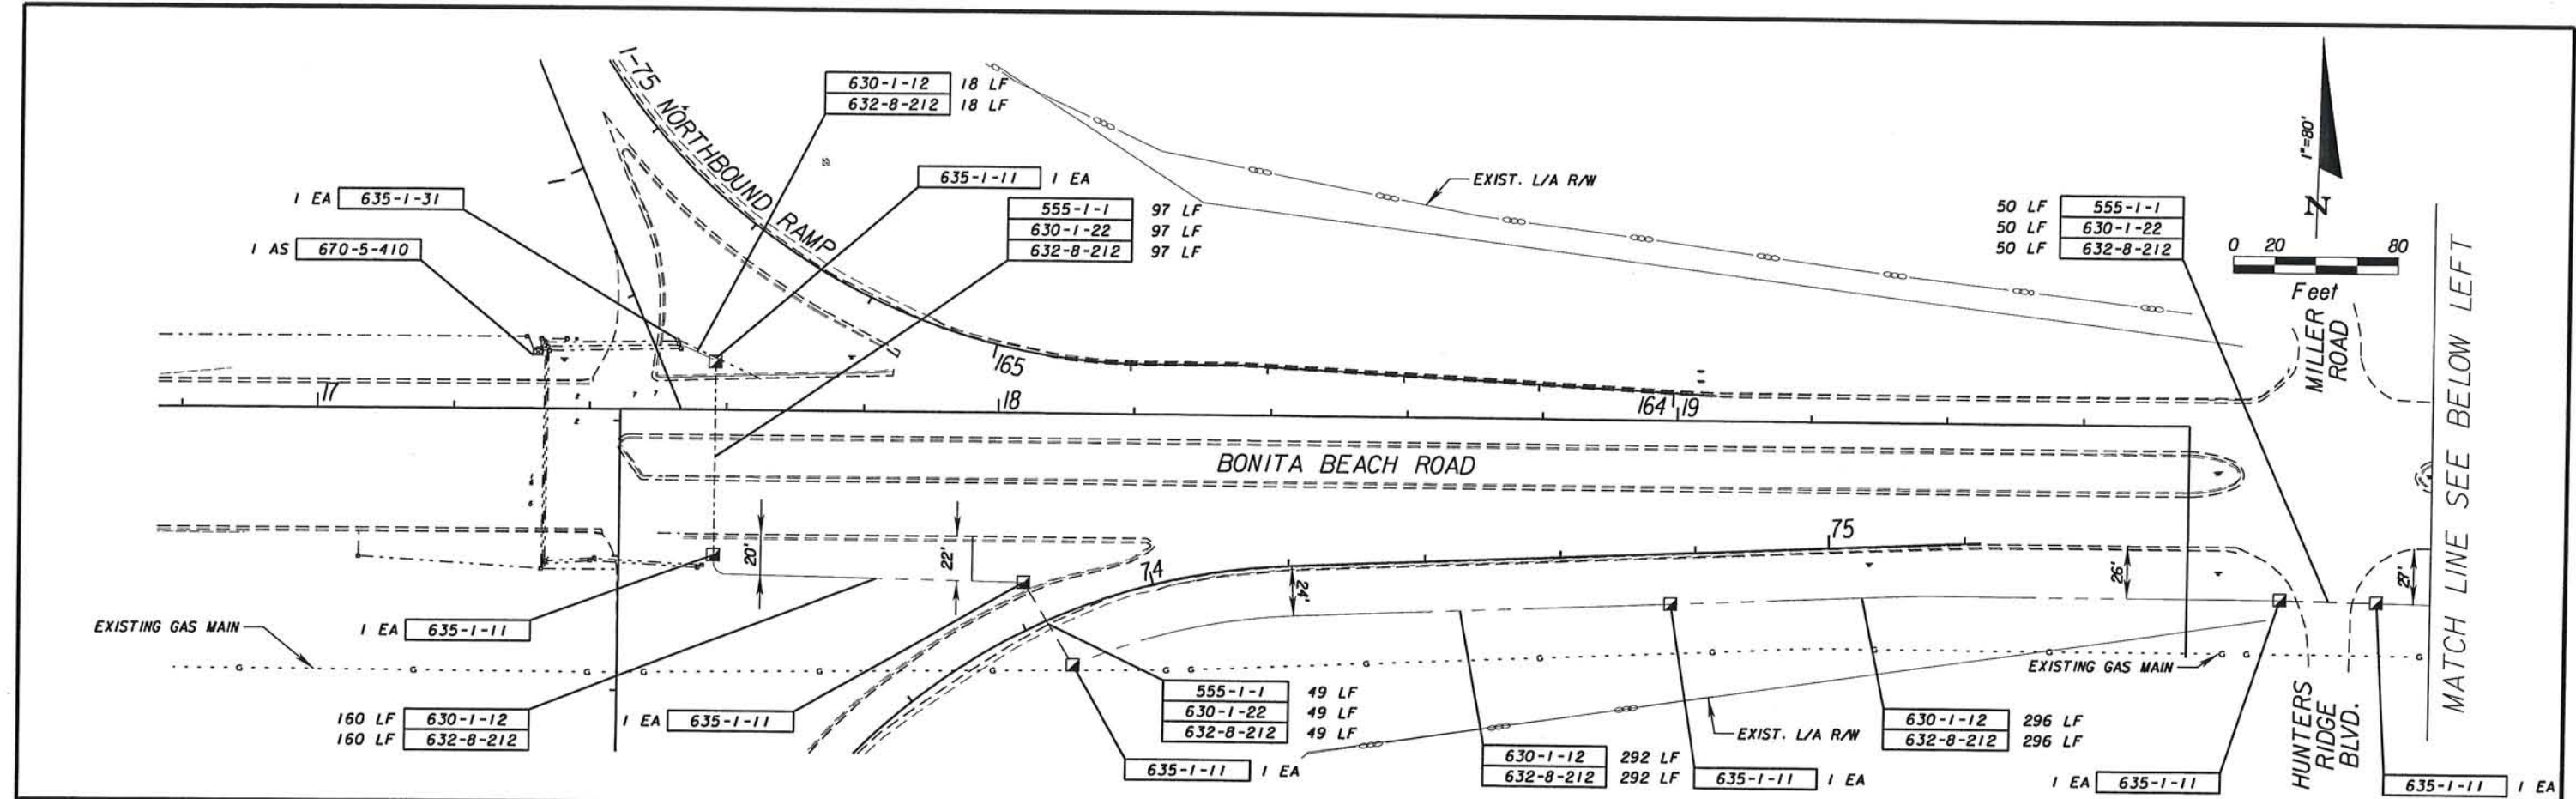 I-75 NORTHBOUND RAMP
630-1-12 18 LF
632-8-212 18 LF
635-1-11 1 EA
1 EA 635-1-31
1 AS 670-5-410
555-1-1 97 LF
630-1-22 97 LF
632-8-212 97 LF
EXIST. L/A R/W
50 LF 555-1-1
50 LF 630-1-22
50 LF 632-8-212
1"=80'
N
0 20 80
Feet
MILLER
ROAD
MATCH LINE SEE BELOW LEFT
17
18
165
164
19
BONITA BEACH ROAD
20'
22'
74
24'
75
26'
27'
EXISTING GAS MAIN
1 EA 635-1-11
160 LF 630-1-12
160 LF 632-8-212
1 EA 635-1-11
555-1-1 49 LF
630-1-22 49 LF
632-8-212 49 LF
635-1-11 1 EA
630-1-12 292 LF
632-8-212 292 LF
635-1-11 1 EA
EXIST. L/A R/W
630-1-12 296 LF
632-8-212 296 LF
EXISTING GAS MAIN
1 EA 635-1-11
HUNTERS
RIDGE
BLVD.
635-1-11 1 EA